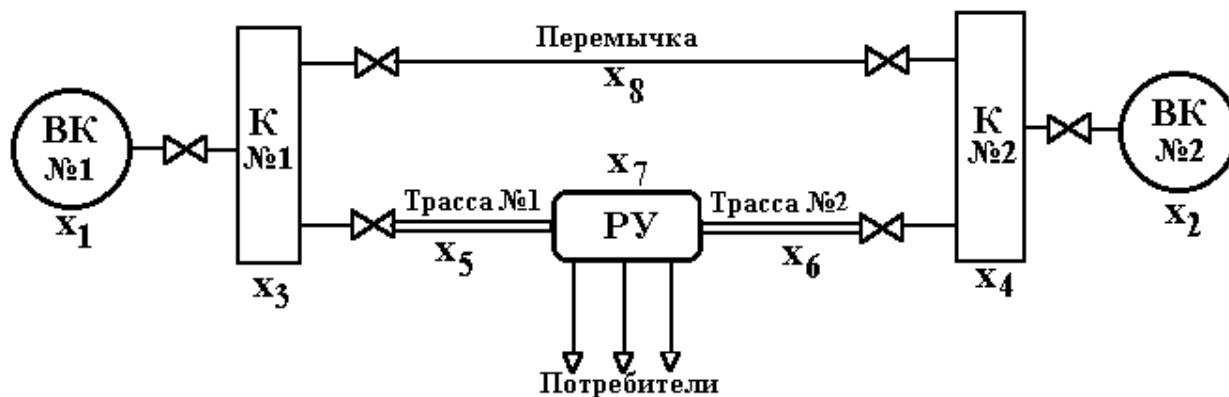 Перемычка
x8
ВК
№1
x1
К
№1
x3
К
№2
x4
ВК
№2
x2
x7
Трасса №1
x5
РУ
Трасса №2
x6
Потребители